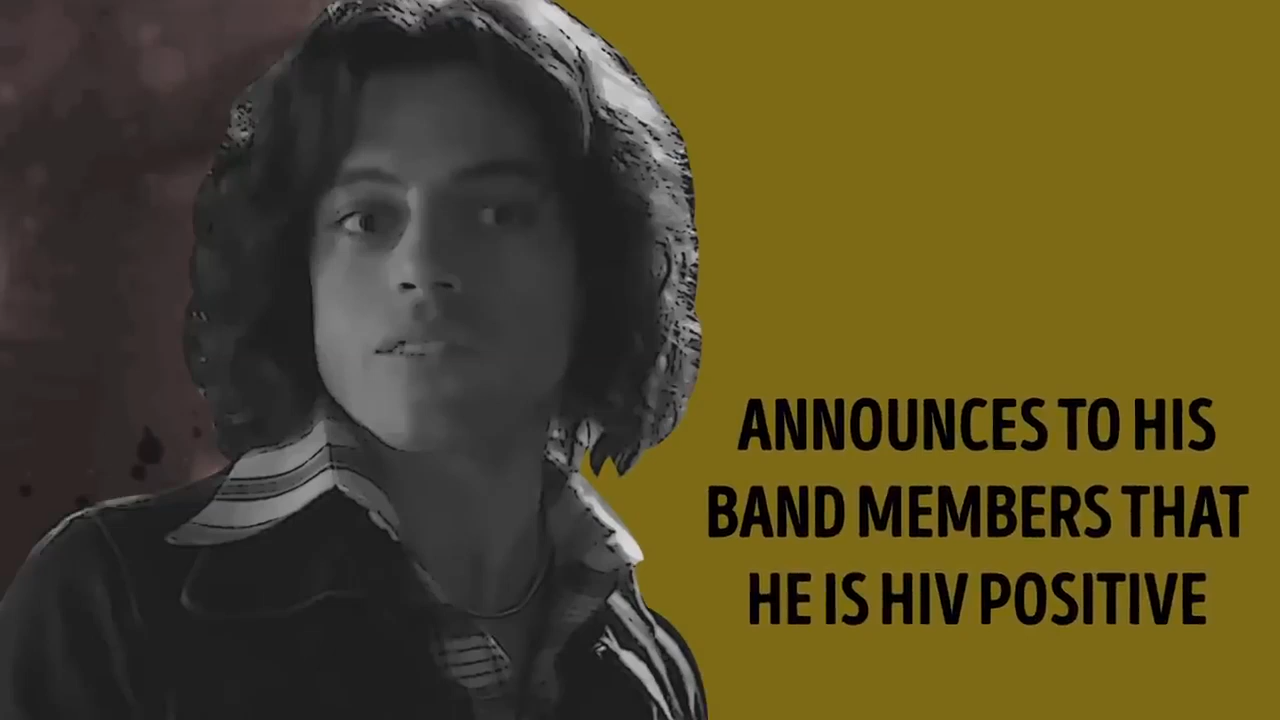 ANNOUNCES TO HIS
BAND MEMBERS THAT
HE IS HIV POSITIVE